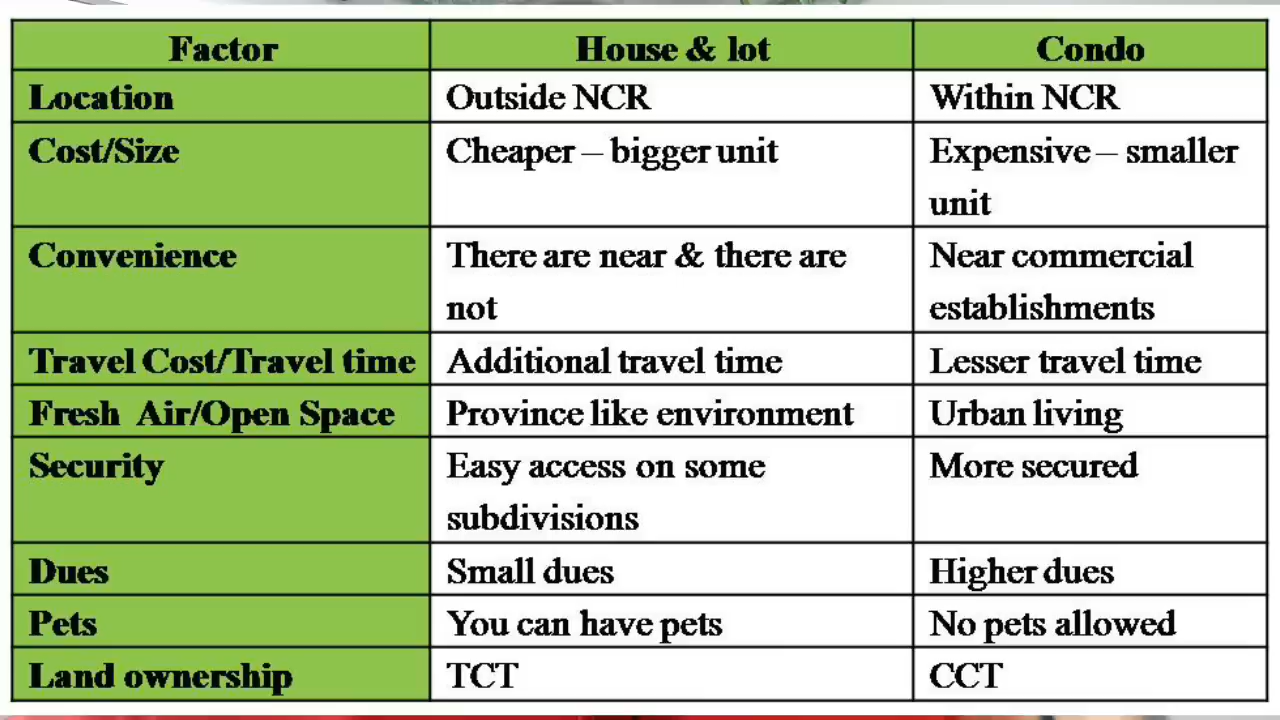 Factor House & lot Condo
Location Outside NCR Within NCR
Cost/Size Cheaper – bigger unit Expensive – smaller
unit
Convenience There are near & there are Near commercial
not establishments
Travel Cost/Travel time Additional travel time Lesser travel time
Fresh Air/Open Space Province like environment Urban living
Security Easy access on some More secured
subdivisions
Dues Small dues Higher dues
Pets You can have pets No pets allowed
Land ownership TCT CCT